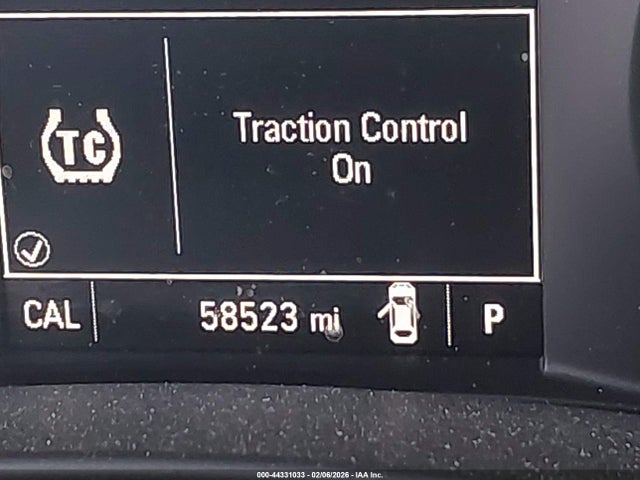 TC
Traction Control
On
CAL 58523 mi P
000-44331033 - 02/06/2026 - IAA Inc.